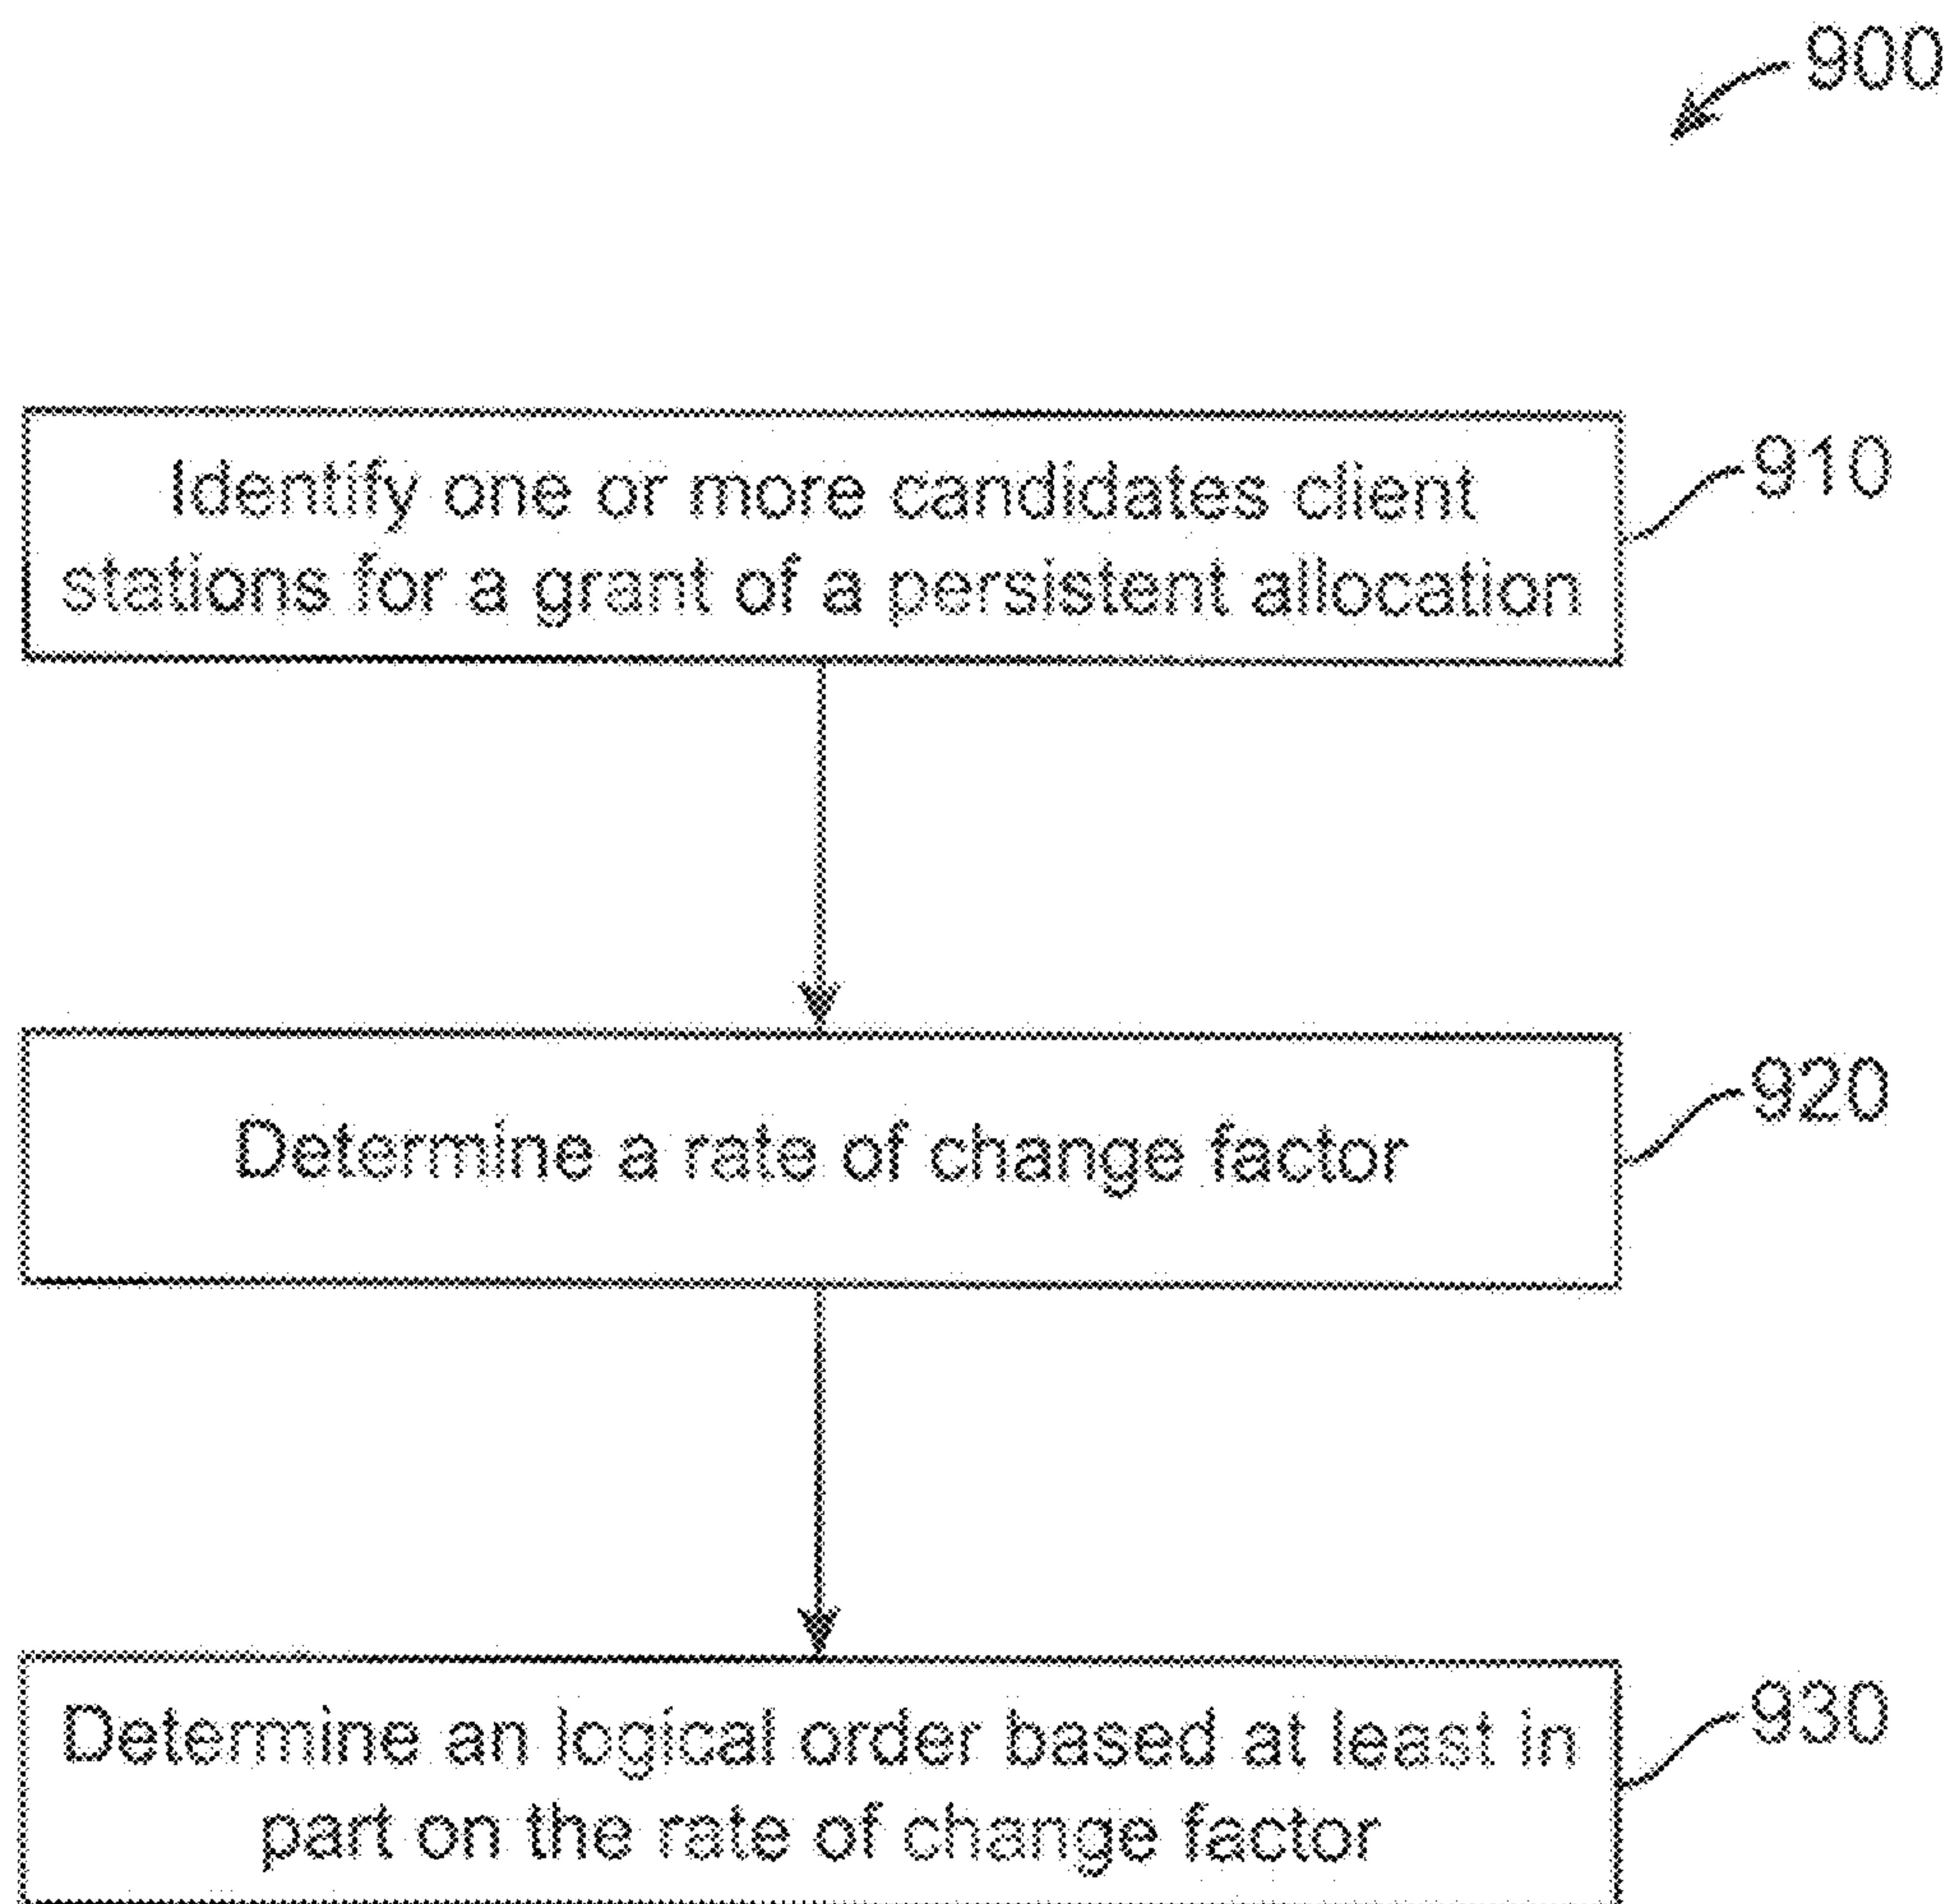 900
Identify one or more candidates client
stations for a grant of a persistent allocation
910
Determine a rate of change factor
920
Determine an logical order based at least in
part on the rate of change factor
930